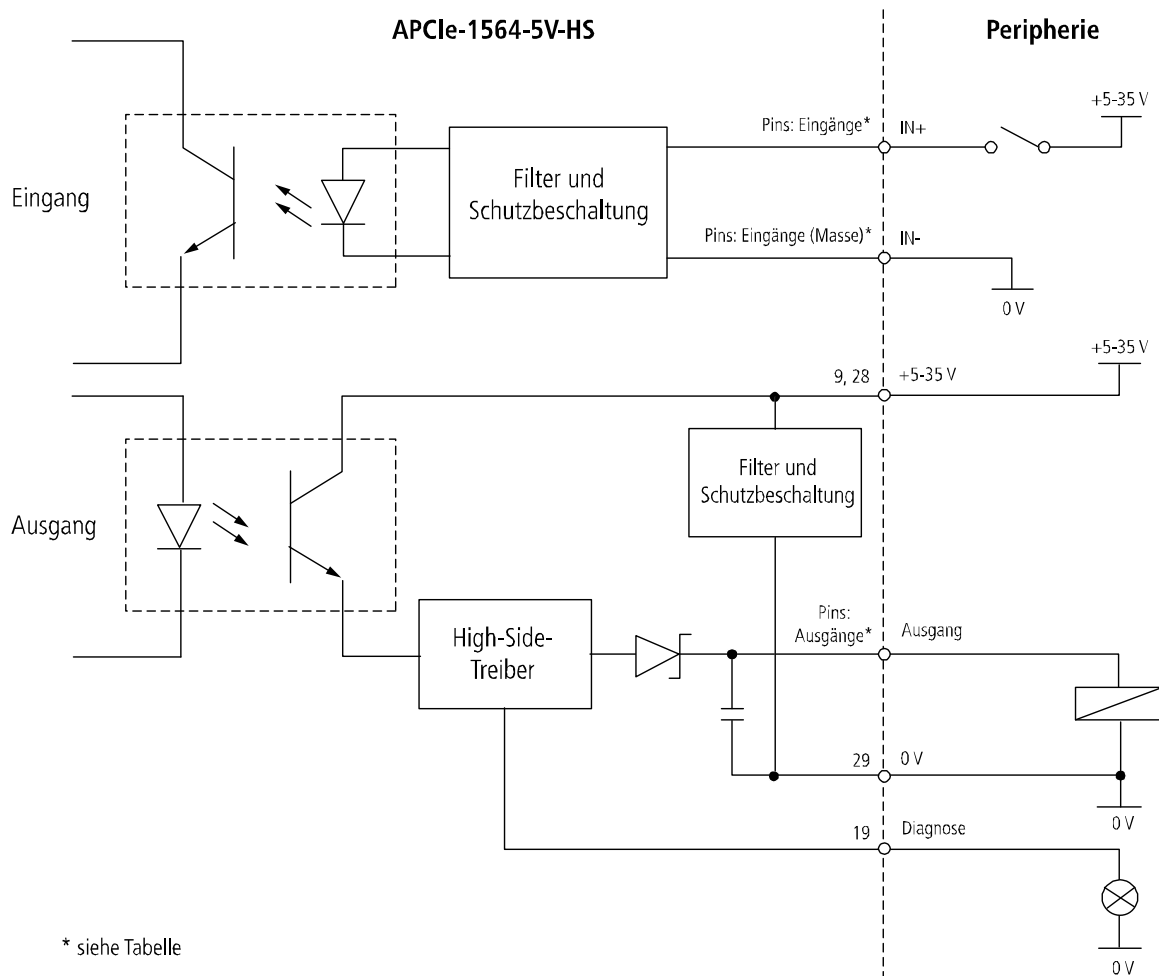 APCIe-1564-5V-HS
Peripherie
+5-35 V
Pins: Eingänge*
IN+
Eingang
Filter und
Schutzbeschaltung
Pins: Eingänge (Masse)*
IN-
0 V
+5-35 V
9, 28
+5-35 V
Filter und
Schutzbeschaltung
Ausgang
High-Side-
Treiber
Pins:
Ausgänge*
Ausgang
29
0 V
0 V
19
Diagnose
* siehe Tabelle
0 V